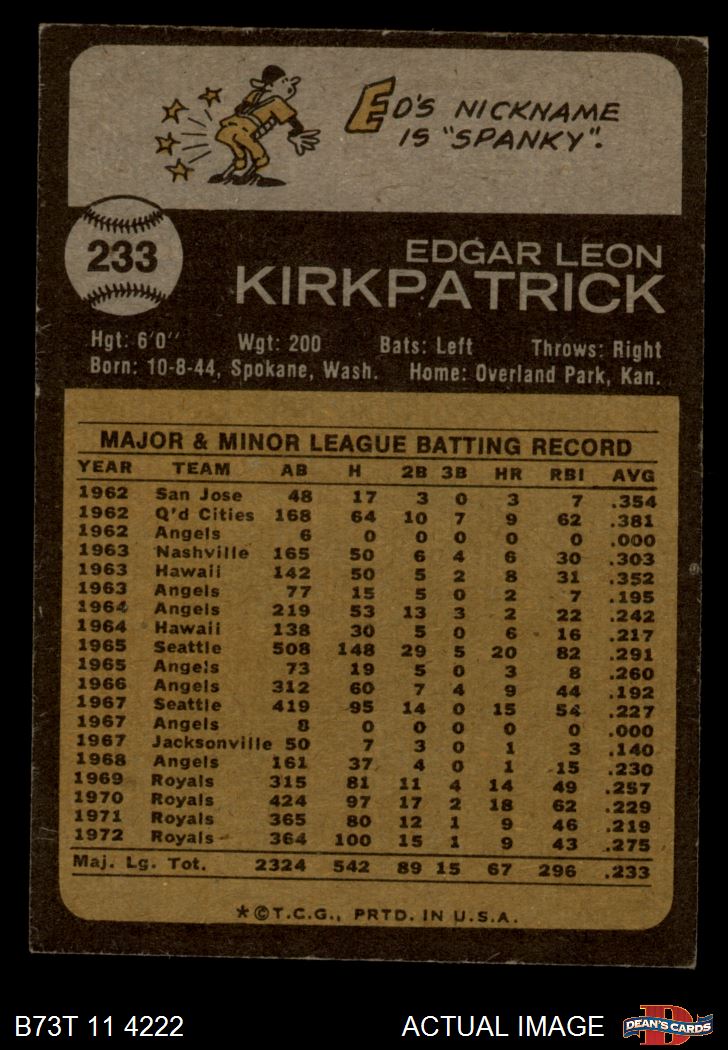 ED'S NICKNAME
IS "SPANKY".
233
EDGAR LEON
KIRKPATRICK
Hgt: 6'0" Wgt: 200 Bats: Left Throws: Right
Born: 10-8-44, Spokane, Wash. Home: Overland Park, Kan.
MAJOR & MINOR LEAGUE BATTING RECORD
YEAR TEAM AB H 2B 3B HR RBI AVG
1962 San Jose 48 17 3 0 3 7 .354
1962 Q'd Cities 168 64 10 7 9 62 .381
1962 Angels 6 0 0 0 0 0 .000
1963 Nashville 165 50 6 4 6 30 .303
1963 Hawaii 142 50 5 2 8 31 .352
1963 Angels 77 15 5 0 2 7 .195
1964 Angels 219 53 13 3 2 22 .242
1964 Hawaii 138 30 5 0 6 16 .217
1965 Seattle 508 148 29 5 20 82 .291
1965 Angels 73 19 5 0 3 8 .260
1966 Angels 312 60 7 4 9 44 .192
1967 Seattle 419 95 14 0 15 54 .227
1967 Angels 8 0 0 0 0 0 .000
1967 Jacksonville 50 7 3 0 1 3 .140
1968 Angels 161 37 4 0 1 15 .230
1969 Royals 315 81 11 4 14 49 .257
1970 Royals 424 97 17 2 18 62 .229
1971 Royals 365 80 12 1 9 46 .219
1972 Royals 364 100 15 1 9 43 .275
Maj. Lg. Tot. 2324 542 89 15 67 296 .233
*©T.C.G., PRTD. IN U.S.A.
B73T 11 4222 ACTUAL IMAGE
D
DEAN'S CARDS